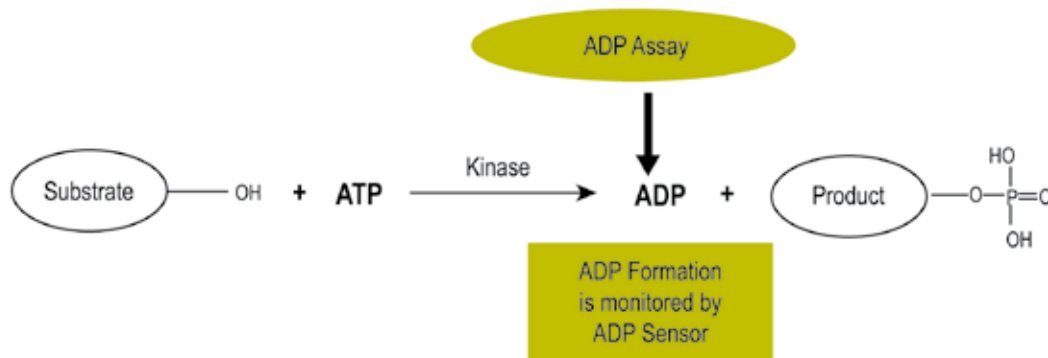 ADP Assay
Substrate
OH
+
ATP
Kinase
ADP
+
Product
HO
O
P
O
OH
ADP Formation
is monitored by
ADP Sensor